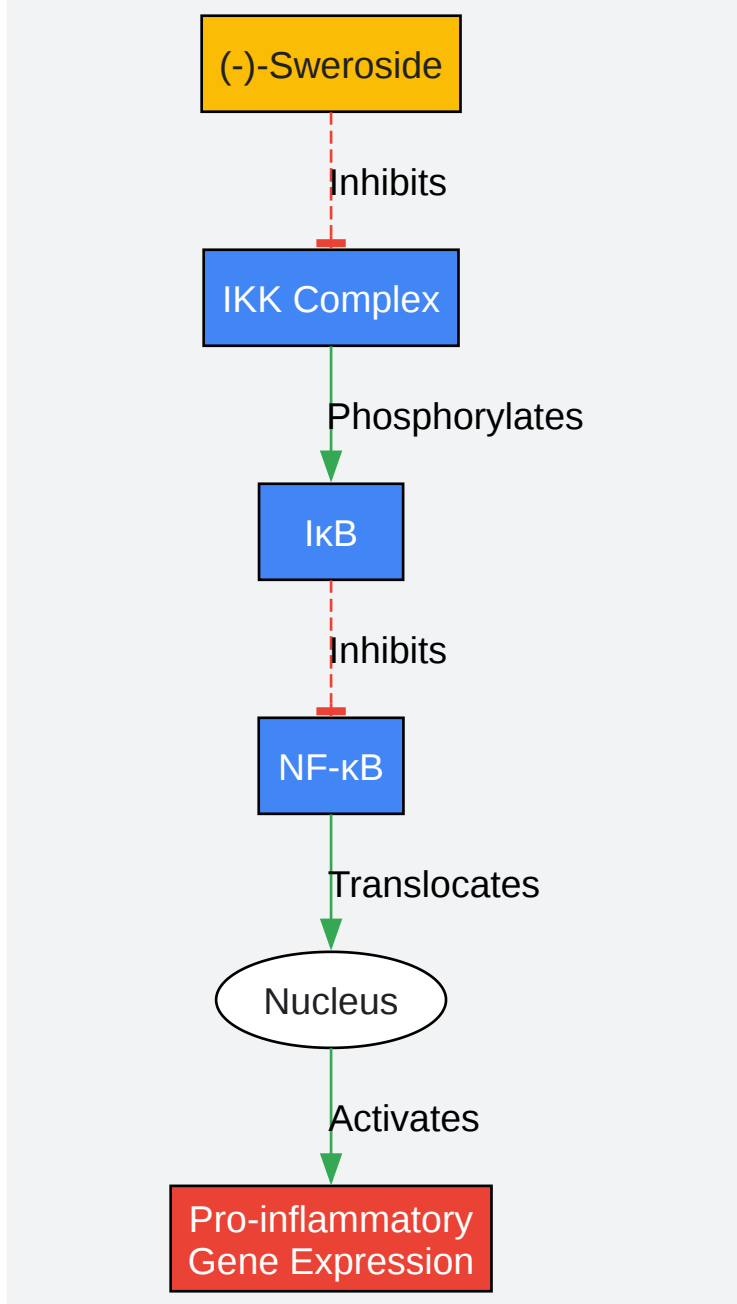 (-)-Sweroside
Inhibits
IKK Complex
Phosphorylates
IκB
Inhibits
NF-κB
Translocates
Nucleus
Activates
Pro-inflammatory
Gene Expression